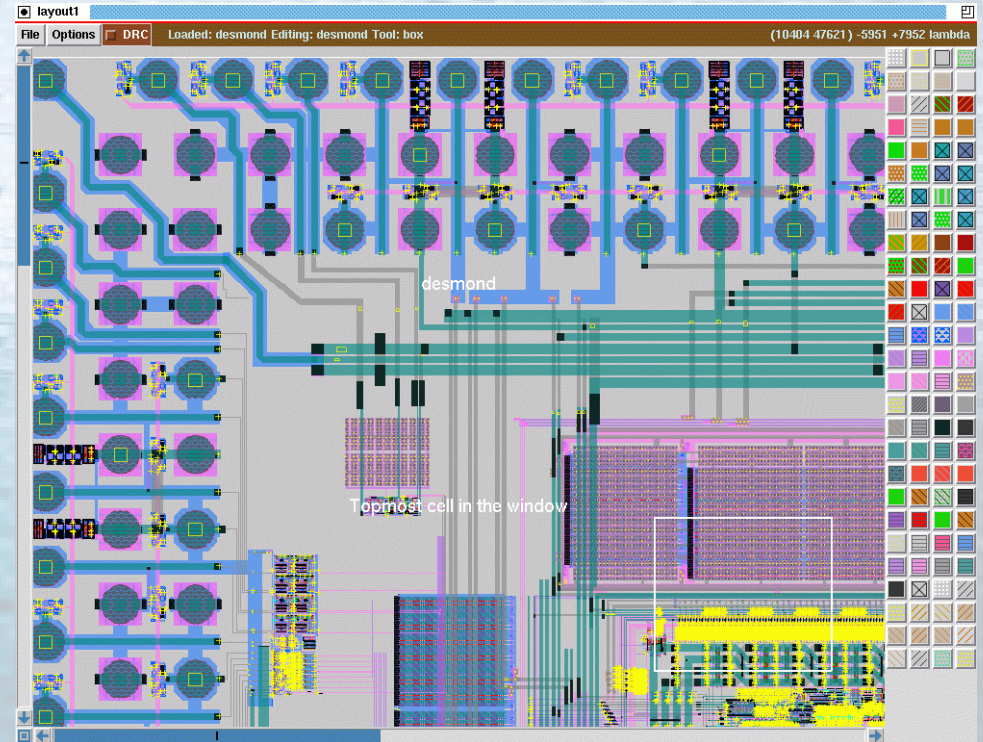 layout1
File Options DRC Loaded: desmond Editing: desmond Tool: box (10404 47621) -5951 +7952 lambda
desmond
Topmost cell in the window